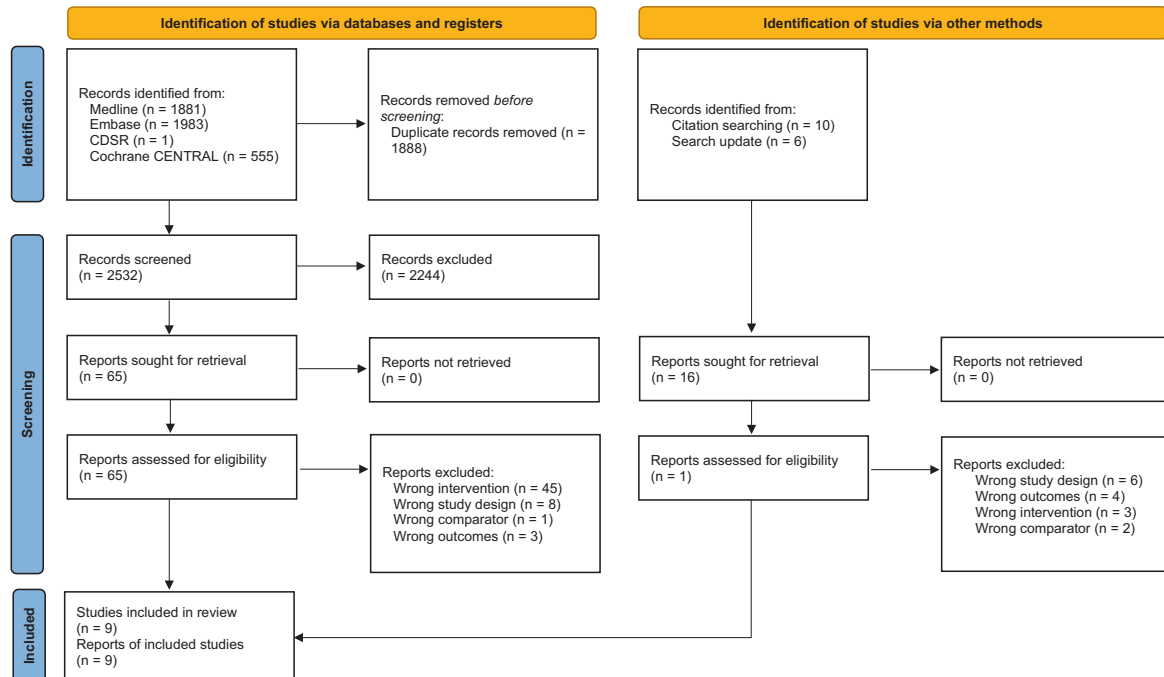 Identification of studies via databases and registers
Identification of studies via other methods
Identification
Records identified from:
Medline (n = 1881)
Embase (n = 1983)
CDSR (n = 1)
Cochrane CENTRAL (n = 555)
Records removed before
screening:
Duplicate records removed (n =
1888)
Records identified from:
Citation searching (n = 10)
Search update (n = 6)
Screening
Records screened
(n = 2532)
Records excluded
(n = 2244)
Reports sought for retrieval
(n = 65)
Reports not retrieved
(n = 0)
Reports sought for retrieval
(n = 16)
Reports not retrieved
(n = 0)
Reports assessed for eligibility
(n = 65)
Reports excluded:
Wrong intervention (n = 45)
Wrong study design (n = 8)
Wrong comparator (n = 1)
Wrong outcomes (n = 3)
Reports assessed for eligibility
(n = 1)
Reports excluded:
Wrong study design (n = 6)
Wrong outcomes (n = 4)
Wrong intervention (n = 3)
Wrong comparator (n = 2)
Included
Studies included in review
(n = 9)
Reports of included studies
(n = 9)